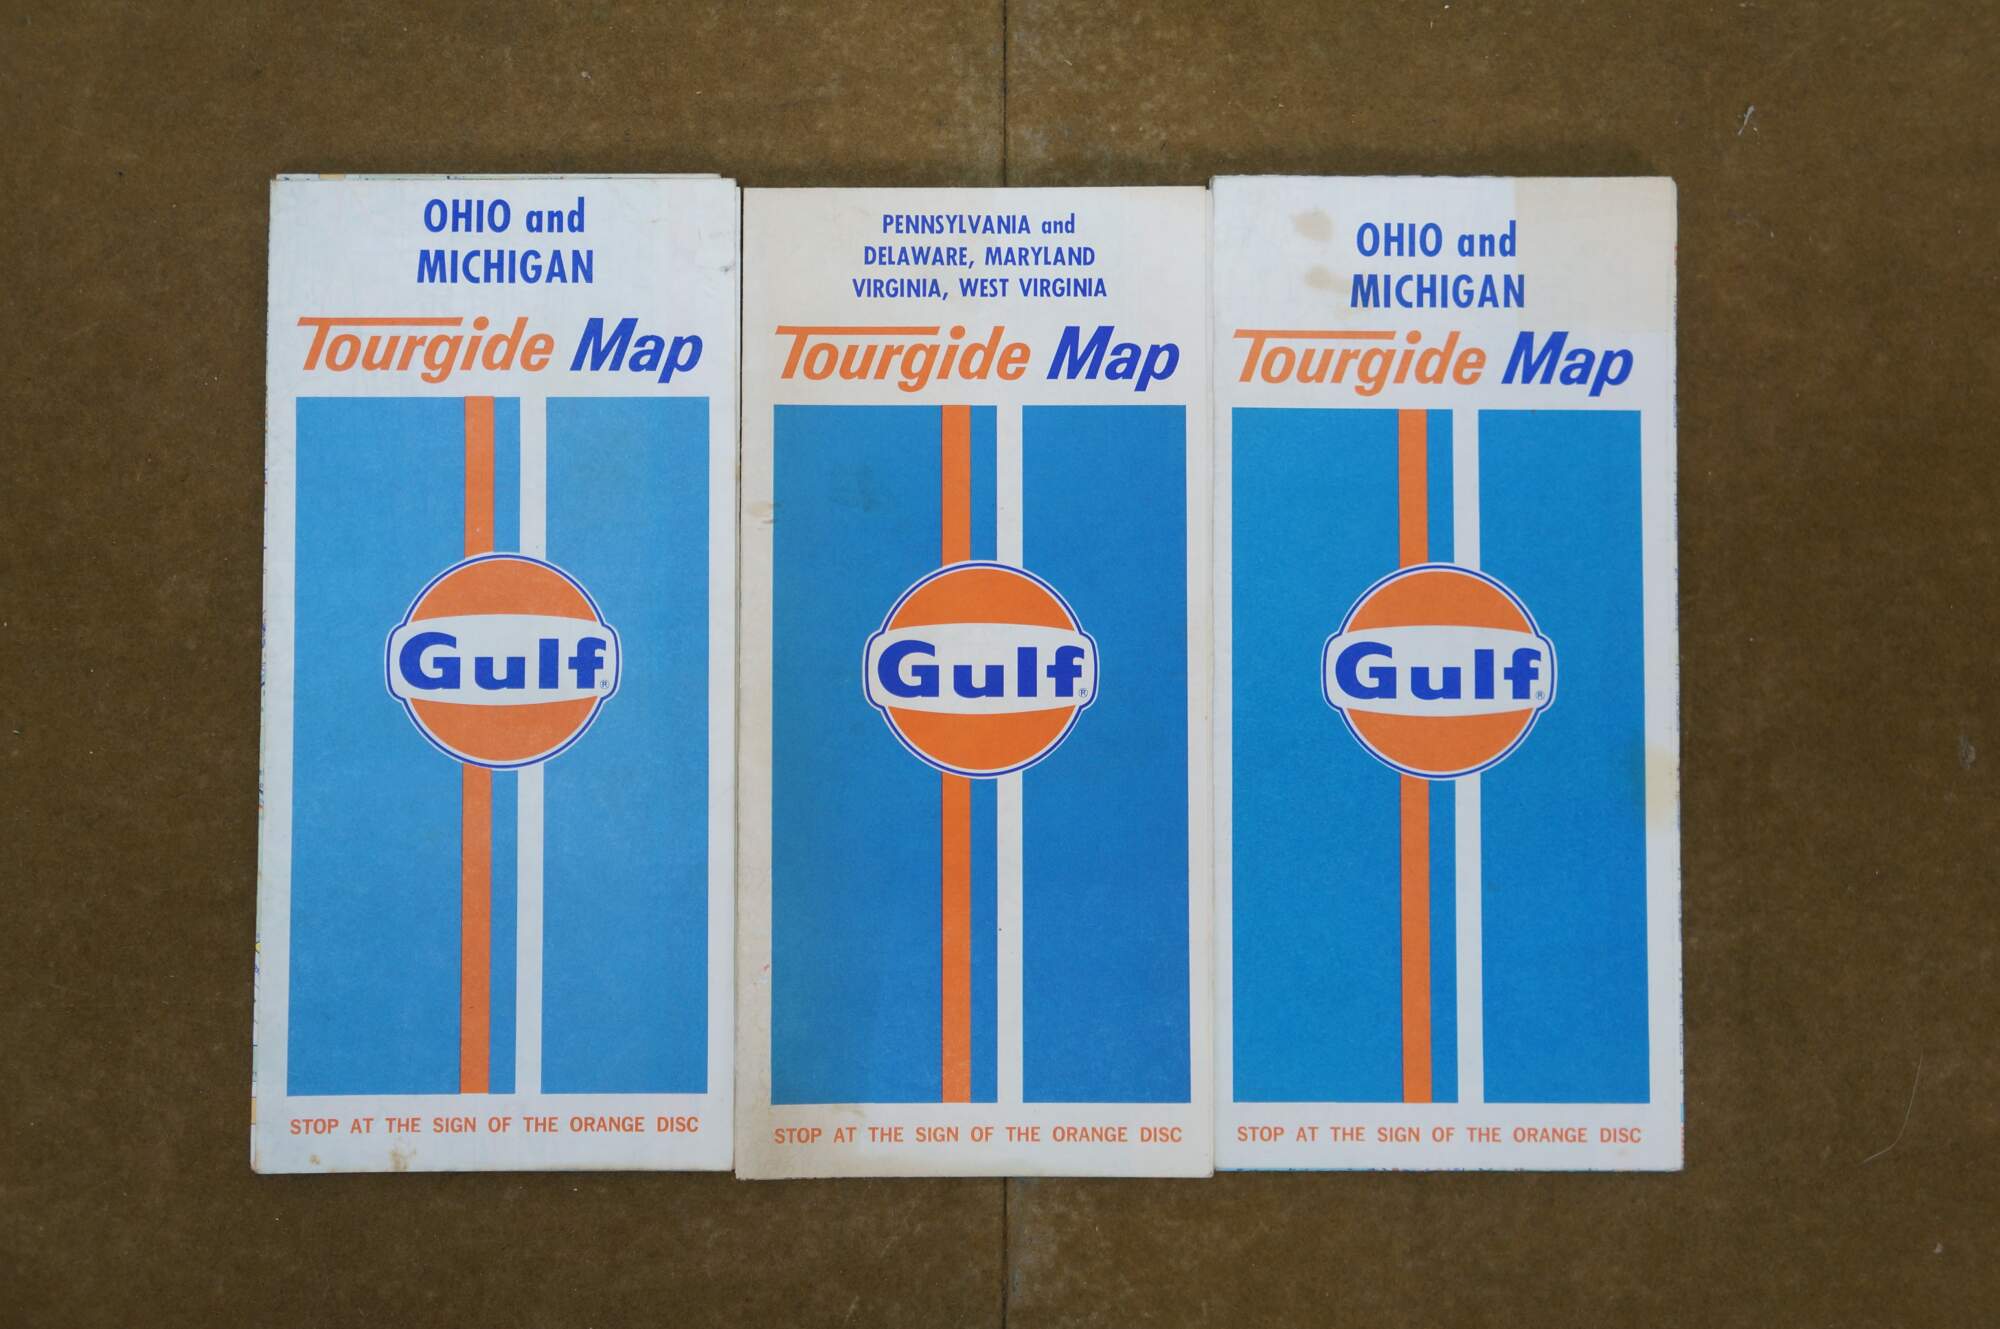 OHIO and
MICHIGAN
Tourgide Map
Gulf®
STOP AT THE SIGN OF THE ORANGE DISC
PENNSYLVANIA and
DELAWARE, MARYLAND
VIRGINIA, WEST VIRGINIA
Tourgide Map
Gulf®
STOP AT THE SIGN OF THE ORANGE DISC
OHIO and
MICHIGAN
Tourgide Map
Gulf®
STOP AT THE SIGN OF THE ORANGE DISC